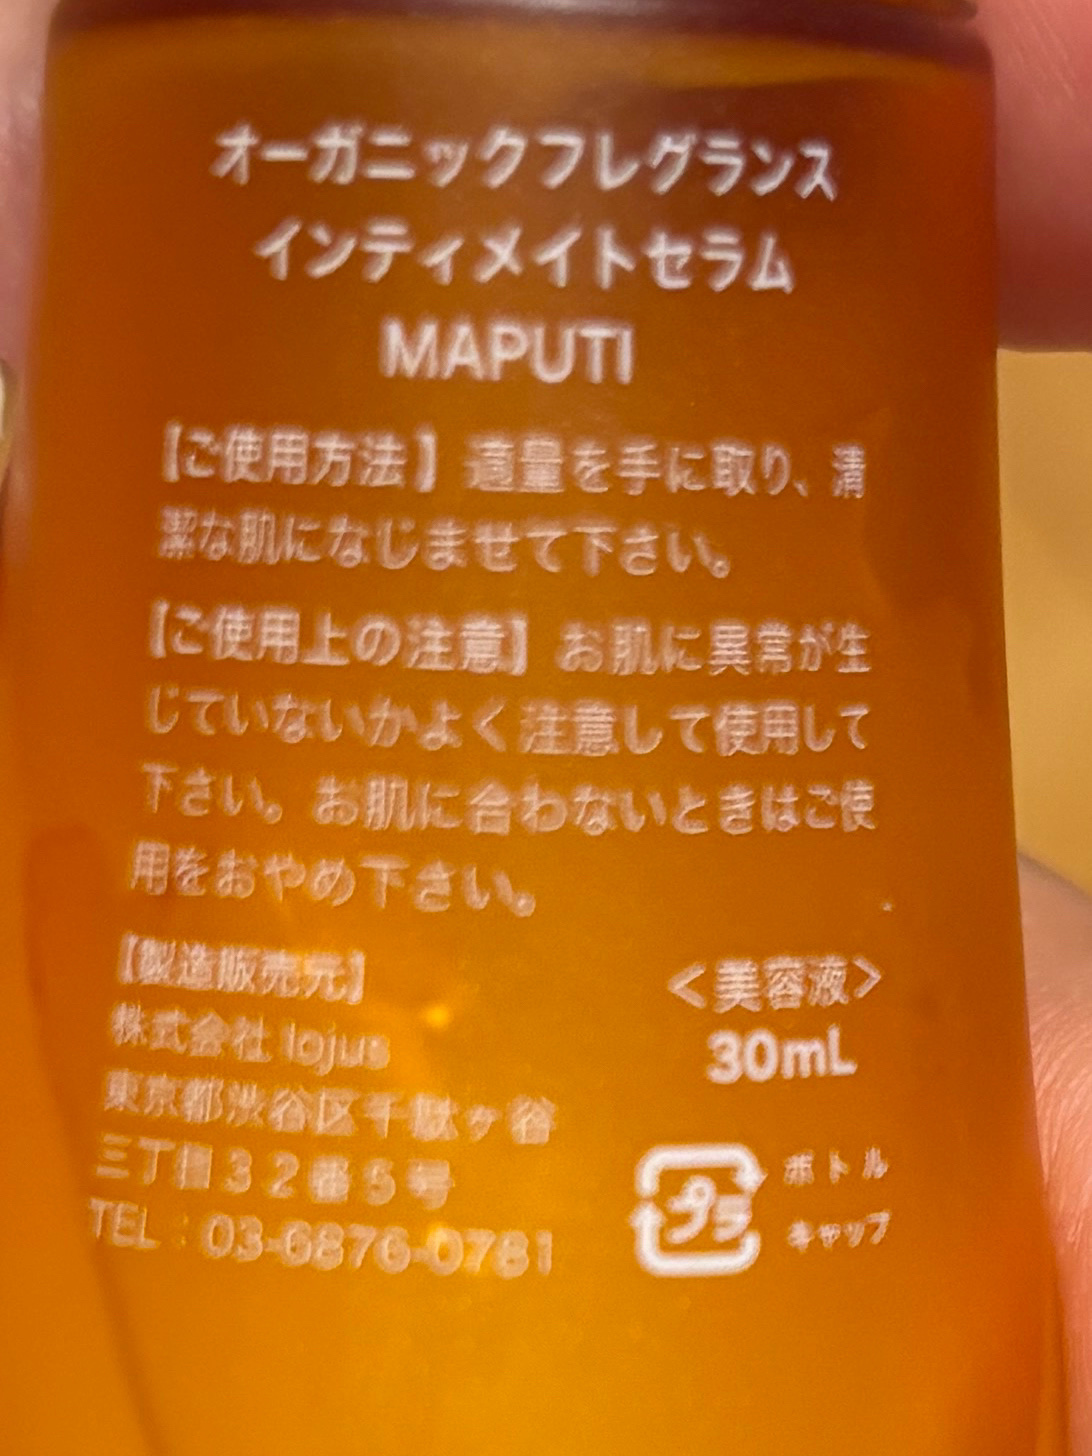 オーガニックフレグランス
インティメイトセラム
MAPUTI
【ご使用方法】適量を手に取り、清
潔な肌になじませて下さい。
【ご使用上の注意】お肌に異常が生
じていないかよく注意して使用して
下さい。お肌に合わないときはご使
用をおやめ下さい。
【製造販売元】
株式会社 lojus
東京都渋谷区千駄ヶ谷
三丁目３２番５号
TEL：03-6876-0781
＜美容液＞
30mL
プラ
ボトル
キャップ